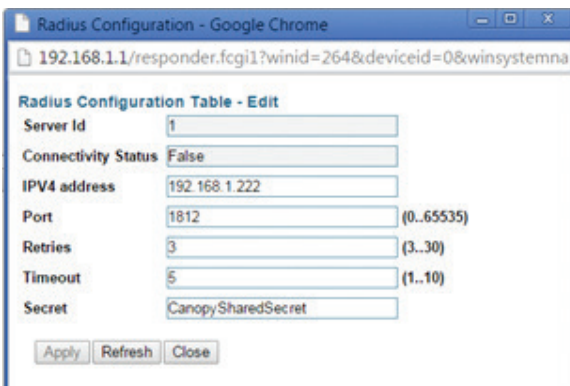 Radius Configuration - Google Chrome
192.168.1.1/responder.fcgi1?winid=264&deviceid=0&winsystemna
Radius Configuration Table - Edit
Server Id 1
Connectivity Status False
IPV4 address 192.168.1.222
Port 1812 (0..65535)
Retries 3 (3..30)
Timeout 5 (1..10)
Secret CanopySharedSecret
Apply Refresh Close